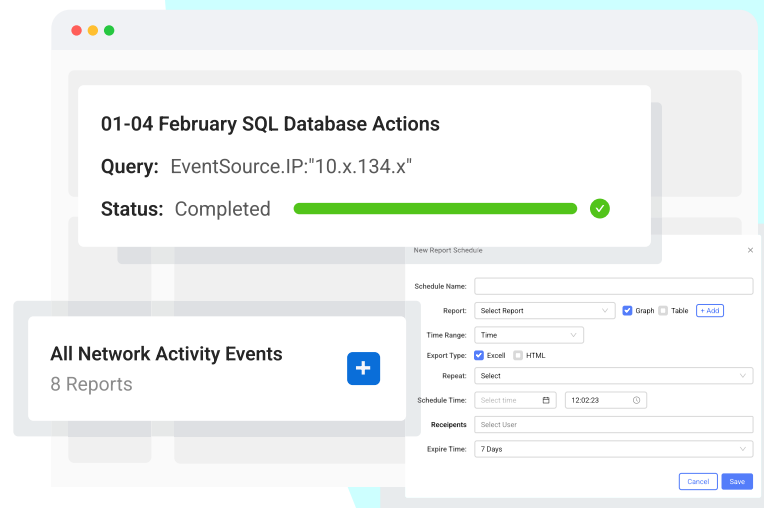 01-04 February SQL Database Actions
Query: EventSource.IP:"10.x.134.x"
Status: Completed
New Report Schedule
Schedule Name:
Report: Select Report Graph Table + Add
Time Range: Time
Export Type: Excell HTML
Repeat: Select
Schedule Time: Select time 12:02:23
Receipents Select User
Expire Time: 7 Days
Cancel Save
All Network Activity Events
8 Reports